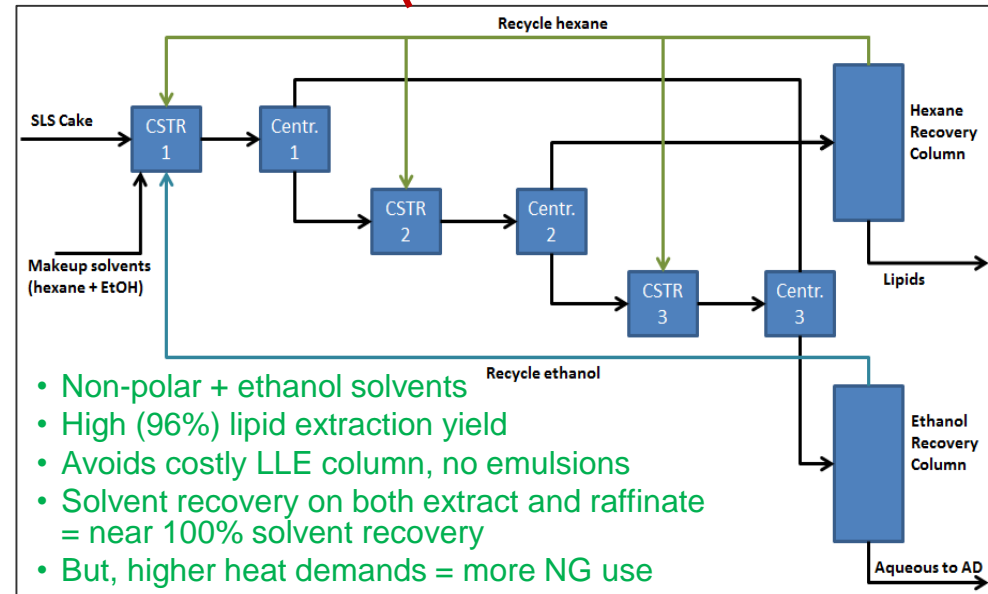 Recycle hexane
SLS Cake
CSTR
1
Centr.
1
Hexane
Recovery
Column
CSTR
2
Centr.
2
Makeup solvents
(hexane + EtOH)
CSTR
3
Centr.
3
Lipids
Recycle ethanol
• Non-polar + ethanol solvents
• High (96%) lipid extraction yield
• Avoids costly LLE column, no emulsions
• Solvent recovery on both extract and raffinate
= near 100% solvent recovery
• But, higher heat demands = more NG use
Ethanol
Recovery
Column
Aqueous to AD